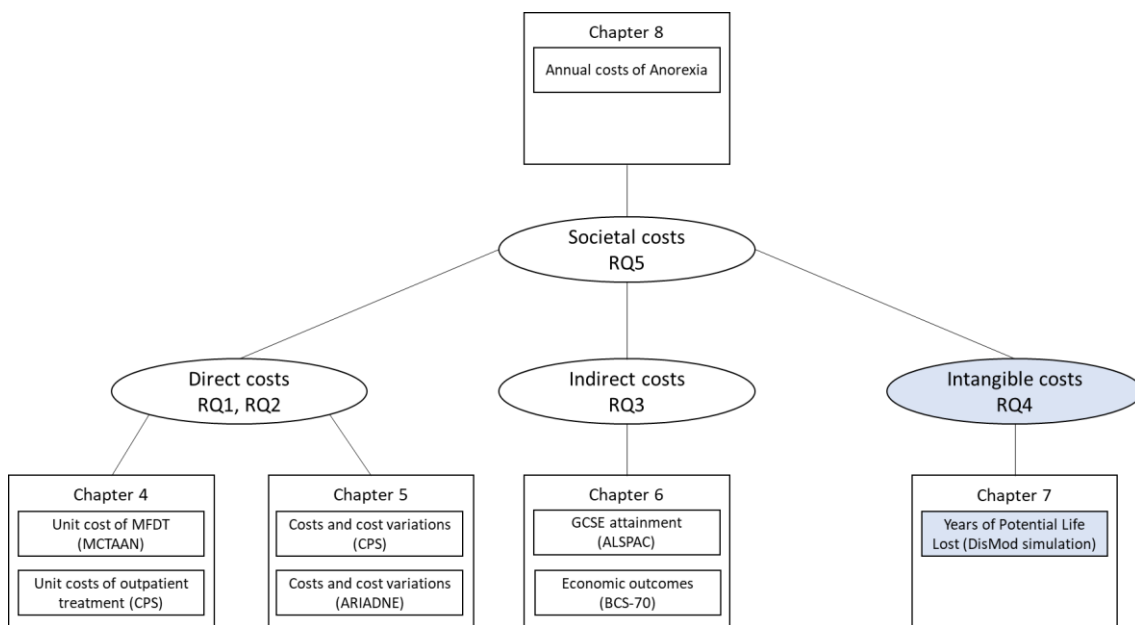 Chapter 8
Annual costs of Anorexia
Societal costs
RQ5
Direct costs
RQ1, RQ2
Indirect costs
RQ3
Intangible costs
RQ4
Chapter 4
Unit cost of MFDT
(MCTAAN)
Unit costs of outpatient
treatment (CPS)
Chapter 5
Costs and cost variations
(CPS)
Costs and cost variations
(ARIADNE)
Chapter 6
GCSE attainment
(ALSPAC)
Economic outcomes
(BCS-70)
Chapter 7
Years of Potential Life
Lost (DisMod simulation)